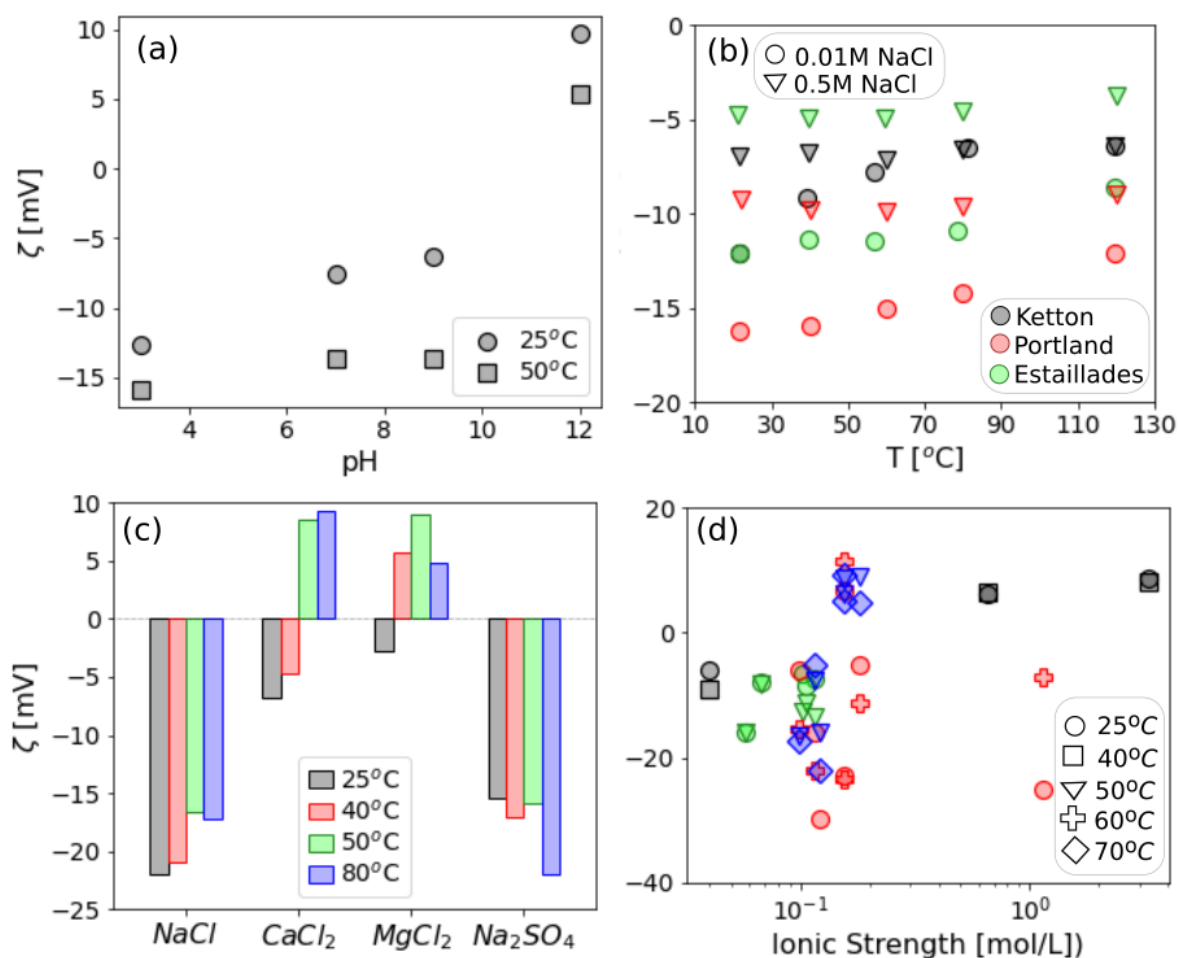 (a)
10
5
0
−5
−10
−15
ζ [mV]
4 6 8 10 12
pH
25°C
50°C
(b)
0
−5
−10
−15
−20
0.01M NaCl
0.5M NaCl
Ketton
Portland
Estaillades
10 30 50 70 90 110 130
T [°C]
(c)
10
5
0
−5
−10
−15
−20
−25
ζ [mV]
25°C
40°C
50°C
80°C
NaCl CaCl₂ MgCl₂ Na₂SO₄
(d)
20
0
−20
−40
25°C
40°C
50°C
60°C
70°C
10⁻¹ 10⁰
Ionic Strength [mol/L])